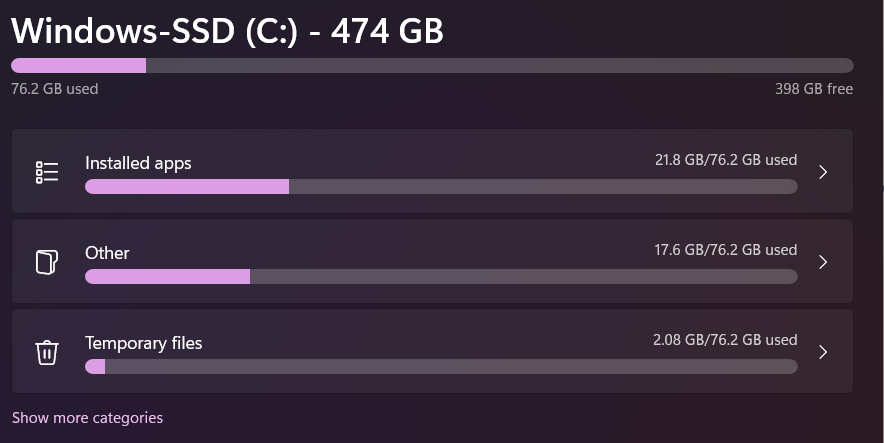 Windows-SSD (C:) - 474 GB
76.2 GB used 398 GB free
Installed apps 21.8 GB/76.2 GB used
Other 17.6 GB/76.2 GB used
Temporary files 2.08 GB/76.2 GB used
Show more categories